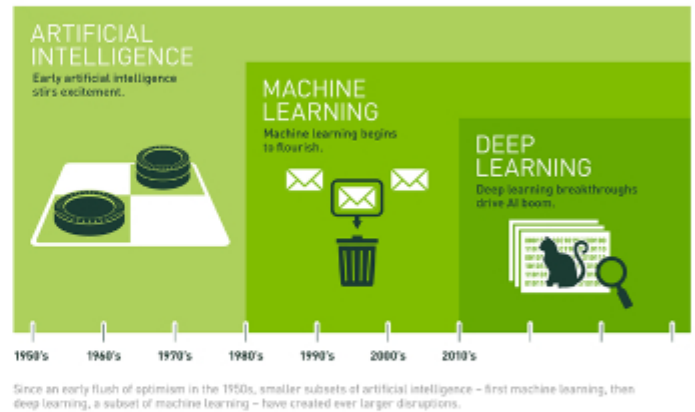 ARTIFICIAL
INTELLIGENCE
Early artificial intelligence
stirs excitement.
MACHINE
LEARNING
Machine learning begins
to flourish.
DEEP
LEARNING
Deep learning breakthroughs
drive AI boom.
1950's 1960's 1970's 1980's 1990's 2000's 2010's
Since an early flush of optimism in the 1950s, smaller subsets of artificial intelligence – first machine learning, then
deep learning, a subset of machine learning – have created ever larger disruptions.